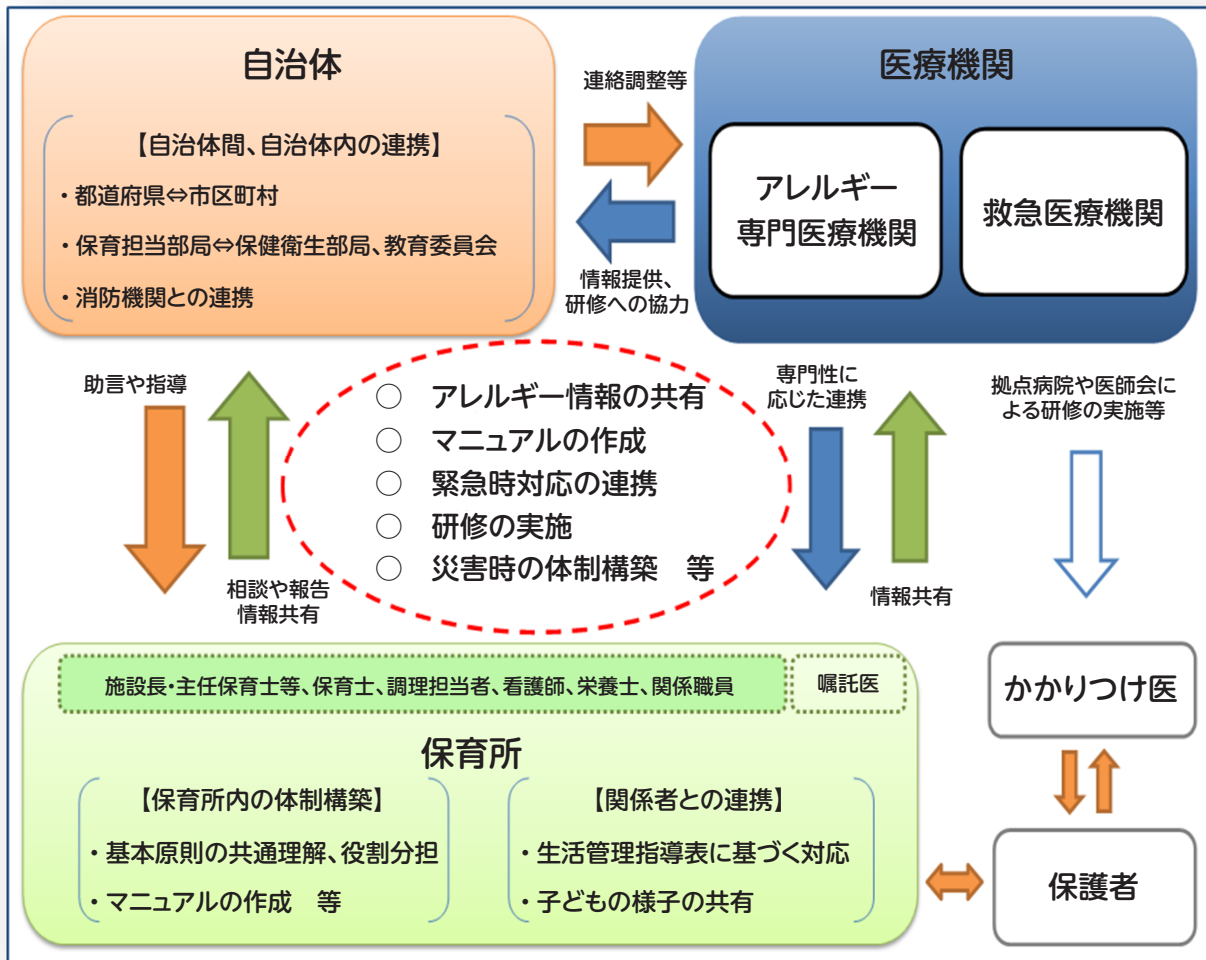 自治体
【自治体間、自治体内の連携】
・都道府県⇔市区町村
・保育担当部局⇔保健衛生部局、教育委員会
・消防機関との連携
連絡調整等
情報提供、
研修への協力
医療機関
アレルギー
専門医療機関
救急医療機関
助言や指導
相談や報告
情報共有
○ アレルギー情報の共有
○ マニュアルの作成
○ 緊急時対応の連携
○ 研修の実施
○ 災害時の体制構築 等
専門性に
応じた連携
情報共有
拠点病院や医師会に
よる研修の実施等
施設長・主任保育士等、保育士、調理担当者、看護師、栄養士、関係職員
嘱託医
保育所
【保育所内の体制構築】
・基本原則の共通理解、役割分担
・マニュアルの作成 等
【関係者との連携】
・生活管理指導表に基づく対応
・子どもの様子の共有
かかりつけ医
保護者